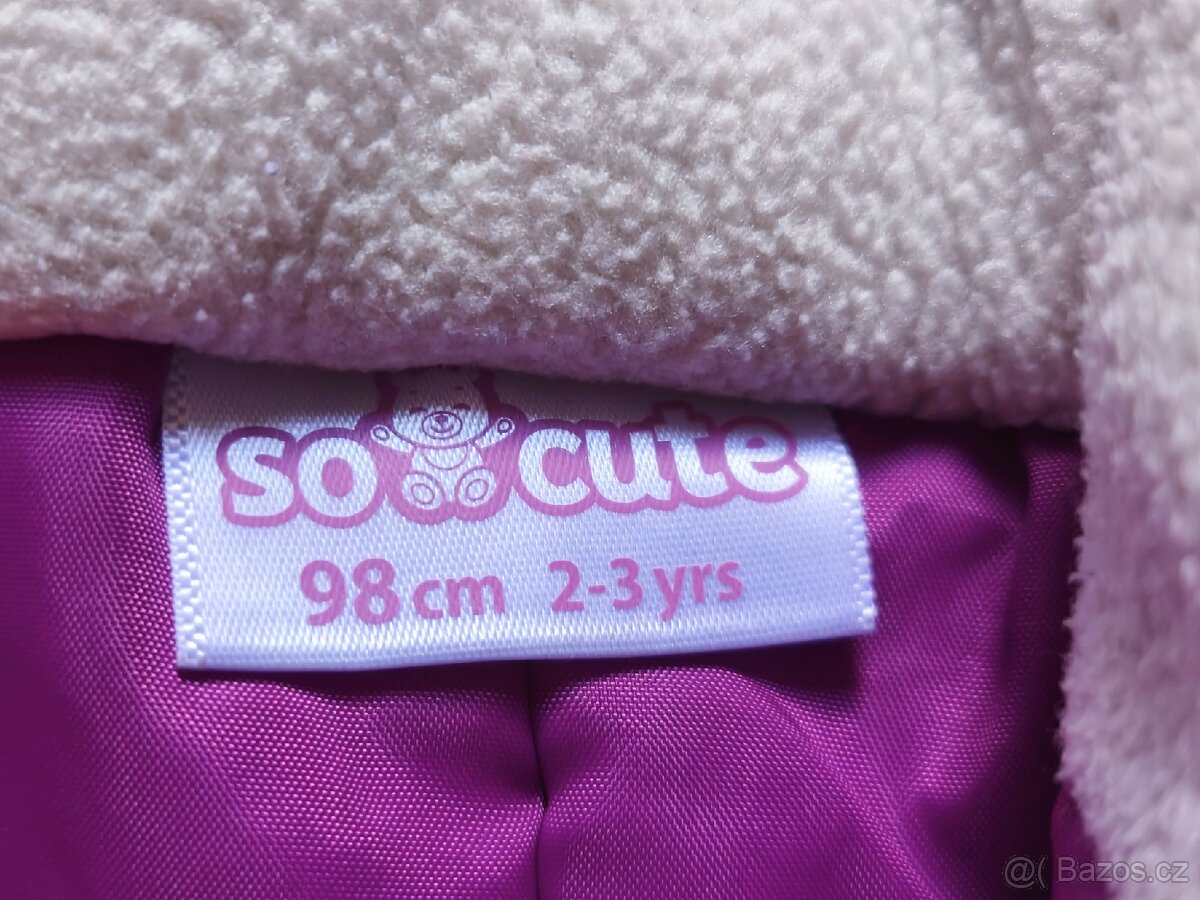 so cute
98 cm 2-3 yrs
@( Bazos.cz